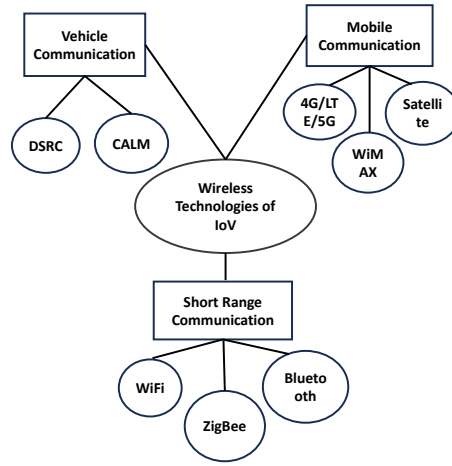 Vehicle
Communication
Mobile
Communication
DSRC
CALM
4G/LT
E/5G
WiM
AX
Satelli
te
Wireless
Technologies of
IoV
Short Range
Communication
WiFi
ZigBee
Blueto
oth